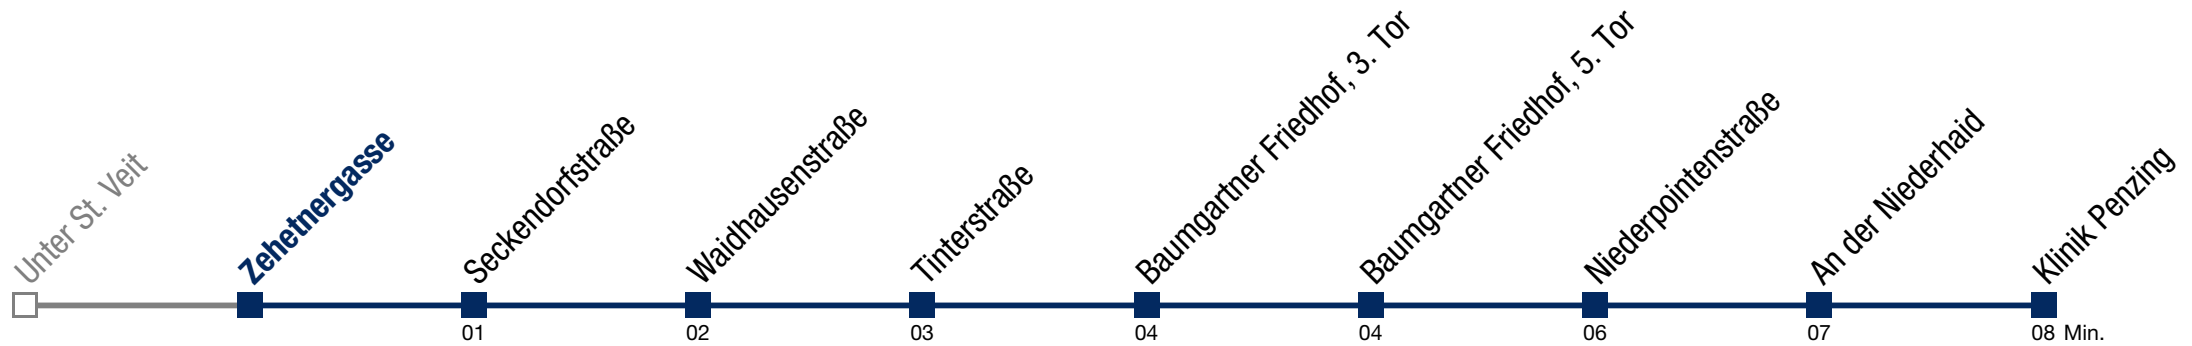 Unter St. Veit
Zehetnergasse
Seckendorfstraße
Waidhausenstraße
Tinterstraße
Baumgartner Friedhof, 3. Tor
Baumgartner Friedhof, 5. Tor
Niederpointenstraße
An der Niederhaid
Klinik Penzing
01 02 03 04 04 06 07 08 Min.